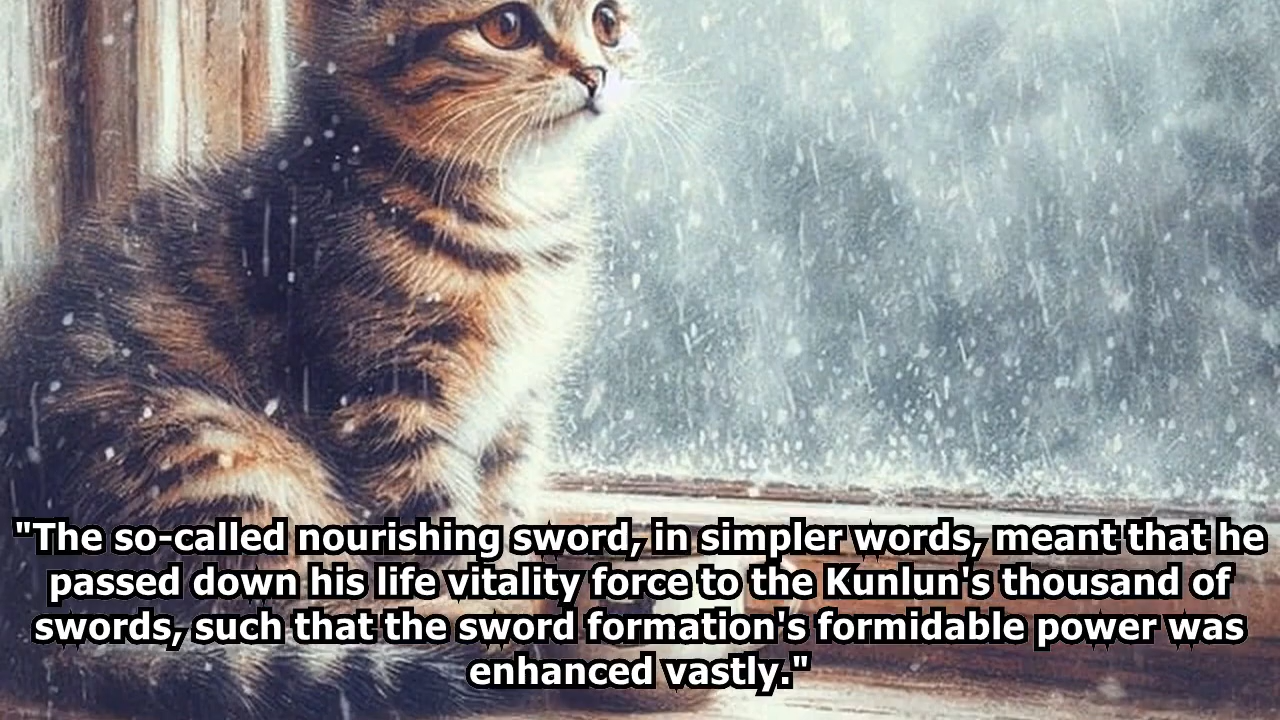 "The so-called nourishing sword, in simpler words, meant that he
passed down his life vitality force to the Kunlun's thousand of
swords, such that the sword formation's formidable power was
enhanced vastly."